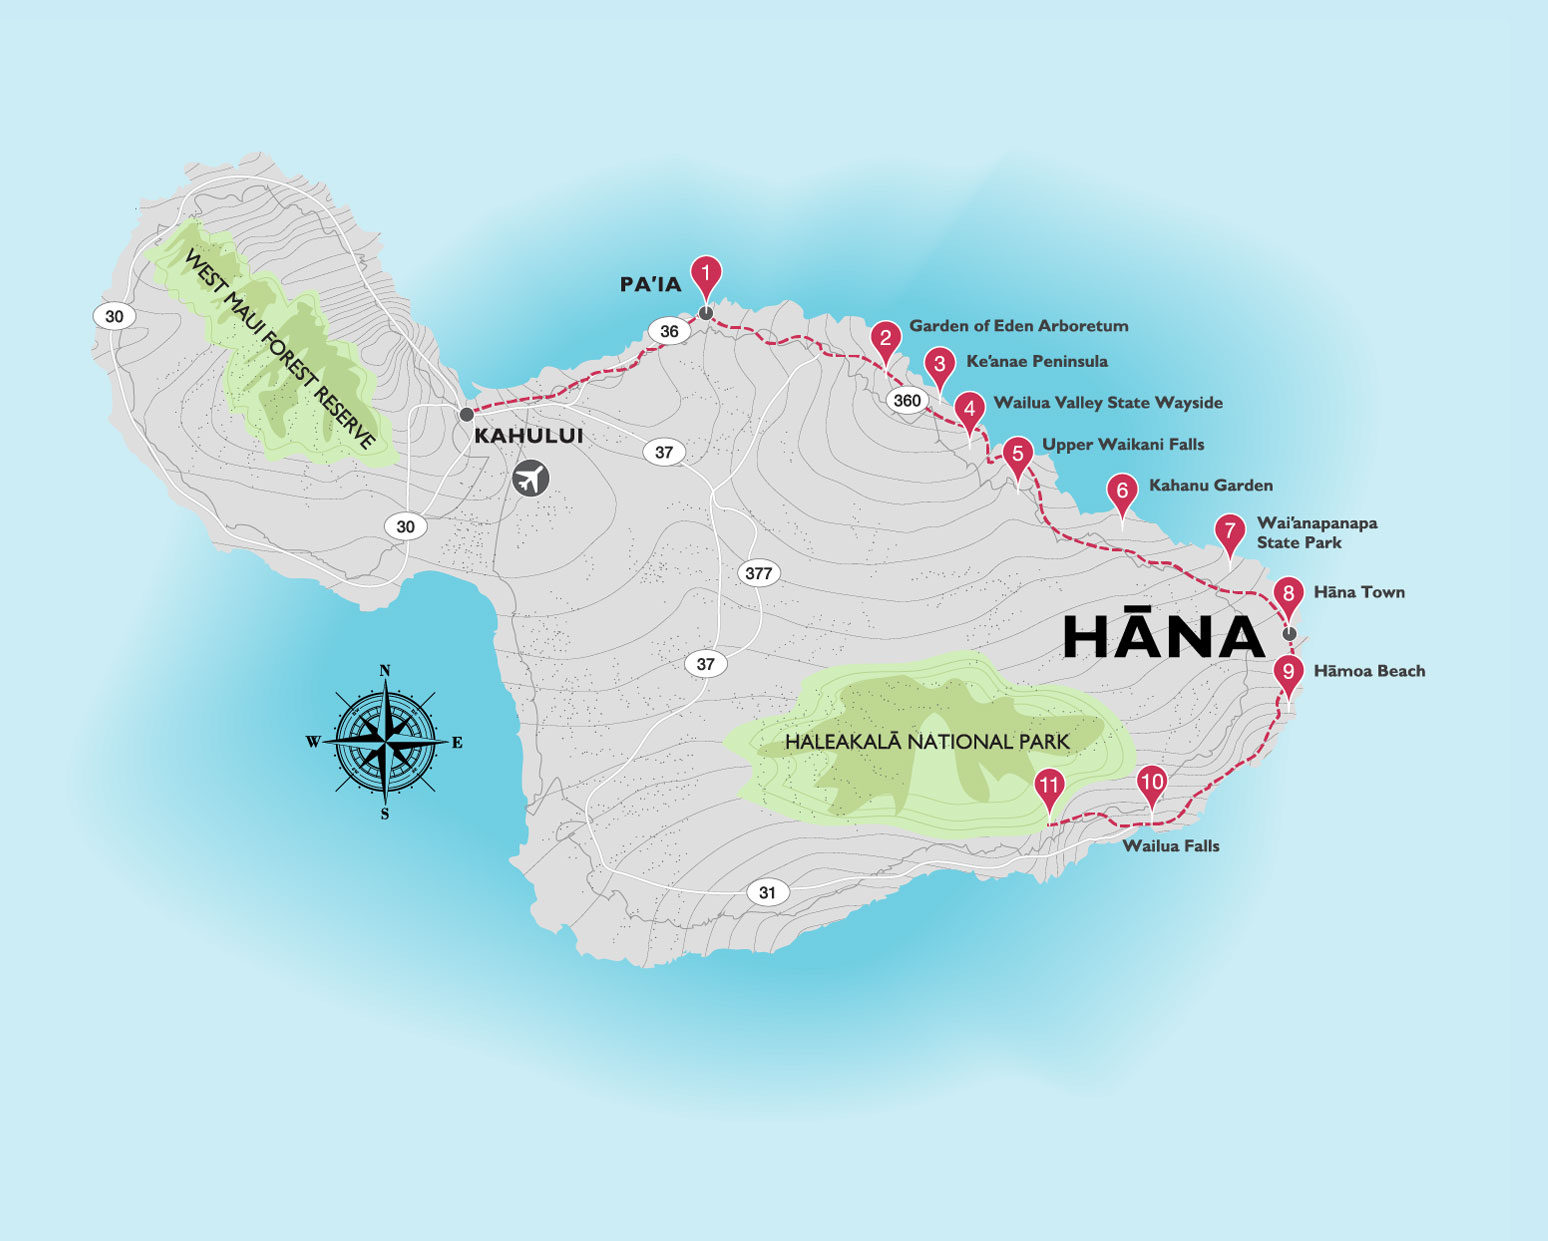 1
PA'IA
36
30
2
Garden of Eden Arboretum
3
Ke'anae Peninsula
360
4
Wailua Valley State Wayside
WEST MAUI FOREST RESERVE
KAHULUI
37
5
Upper Waikani Falls
6
Kahanu Garden
30
7
Wai'anapanapa
State Park
377
8
Hāna Town
HĀNA
37
9
Hāmoa Beach
N
W
E
S
HALEAKALĀ NATIONAL PARK
11
10
Wailua Falls
31